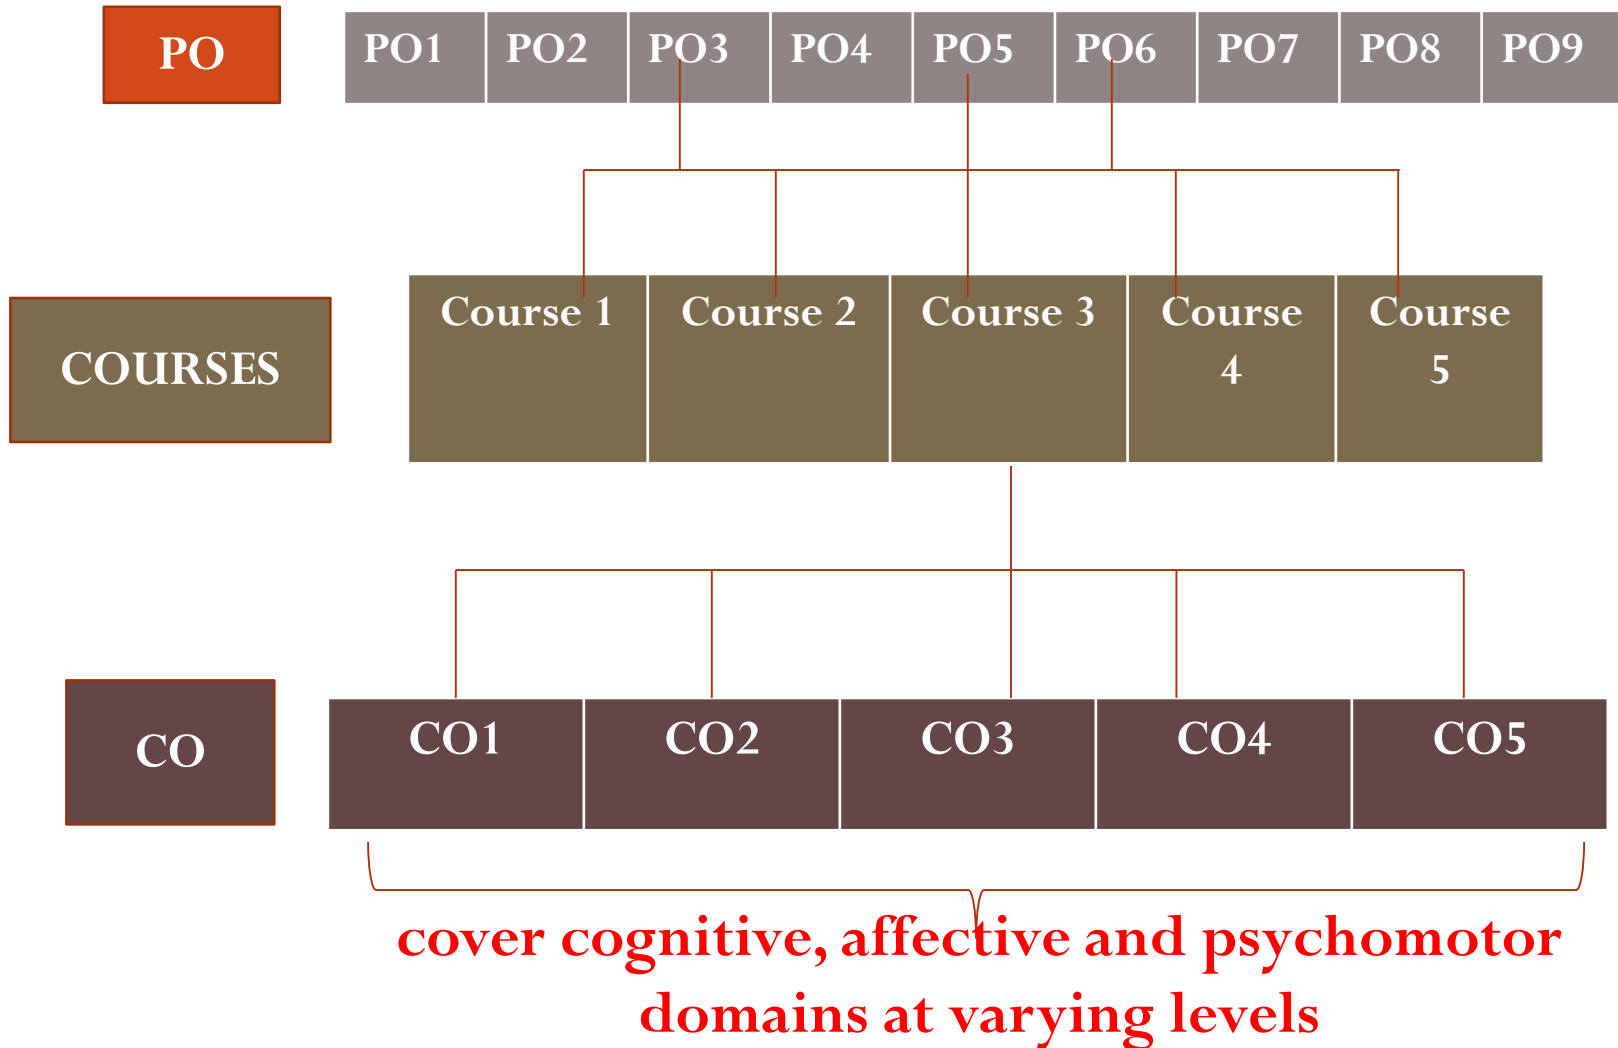 PO
PO1 PO2 PO3 PO4 PO5 PO6 PO7 PO8 PO9
COURSES
Course 1 Course 2 Course 3 Course Course
4 5
CO
CO1 CO2 CO3 CO4 CO5
cover cognitive, affective and psychomotor
domains at varying levels